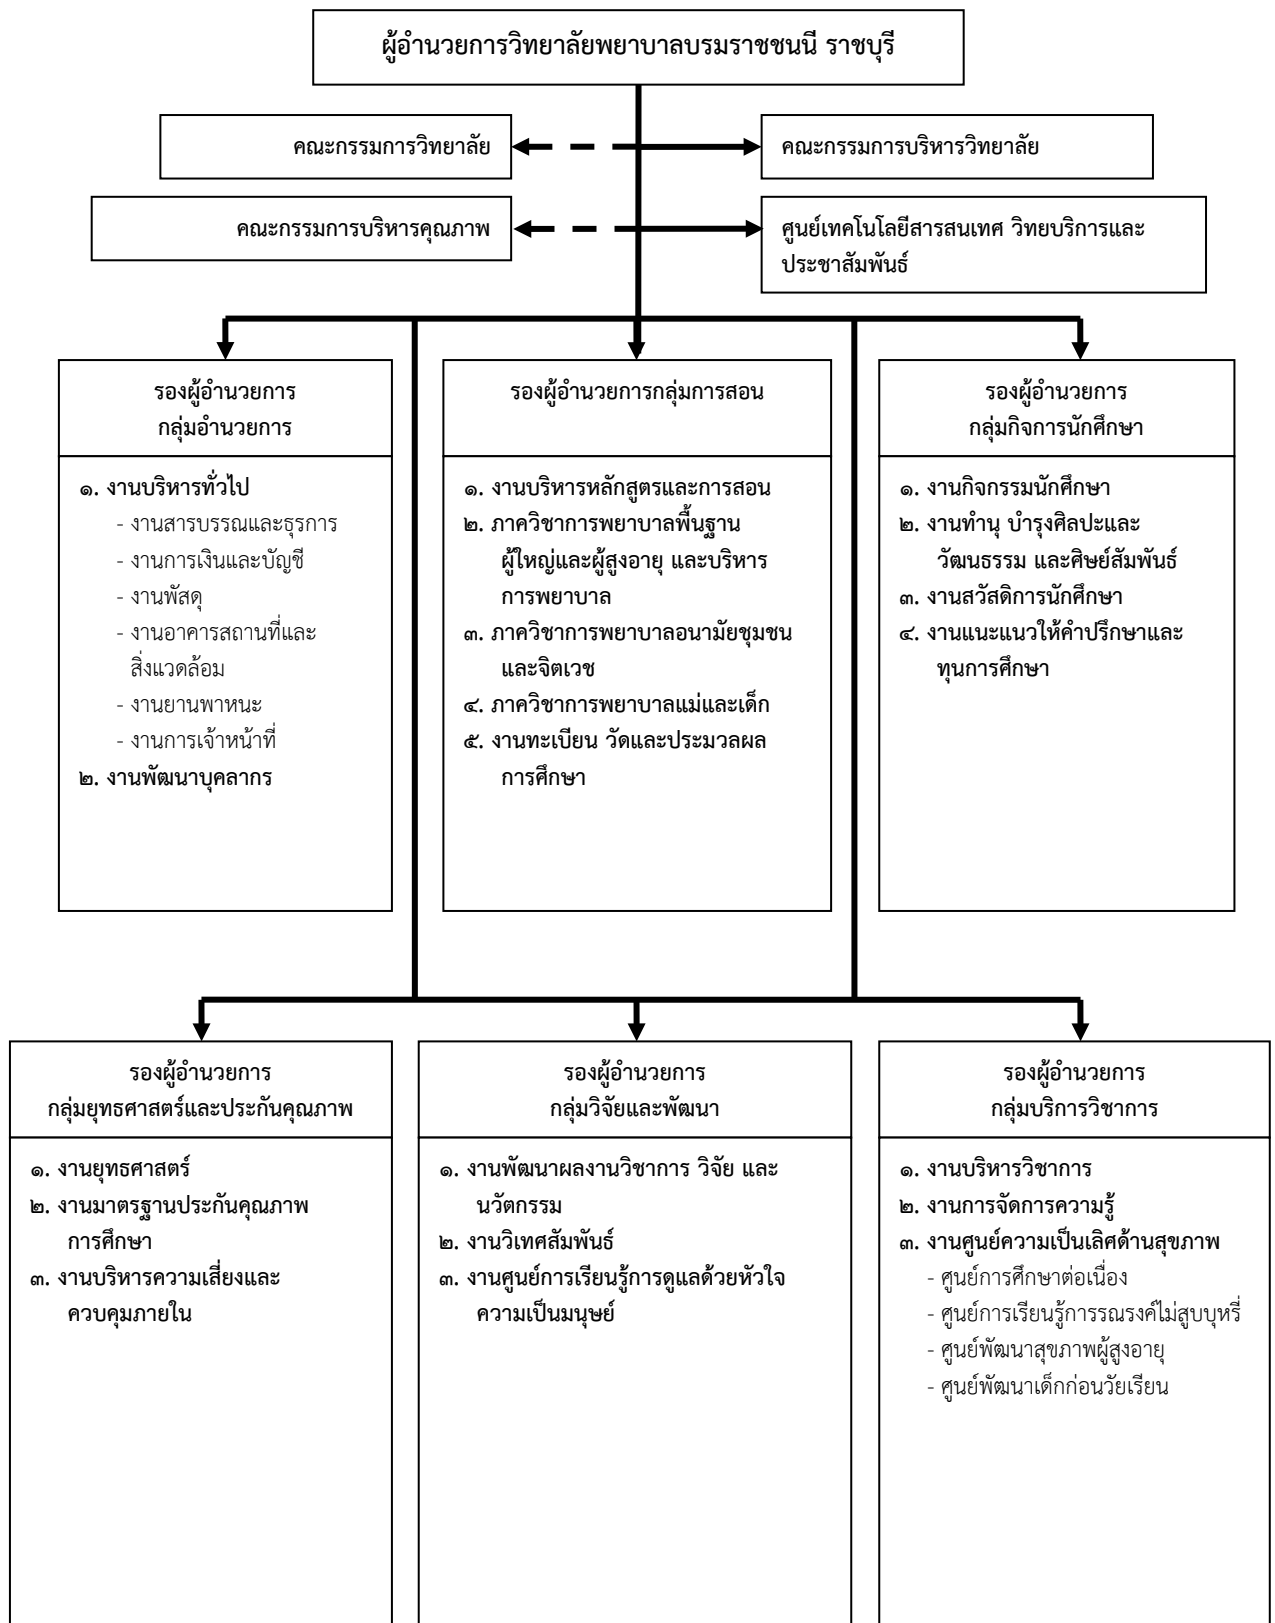 ผู้อำนวยการวิทยาลัยพยาบาลบรมราชชนนี ราชบุรี
คณะกรรมการวิทยาลัย
คณะกรรมการบริหารวิทยาลัย
คณะกรรมการบริหารคุณภาพ
ศูนย์เทคโนโลยีสารสนเทศ วิทยบริการและ
ประชาสัมพันธ์
รองผู้อำนวยการ
กลุ่มอำนวยการ
๑. งานบริหารทั่วไป
- งานสารบรรณและธุรการ
- งานการเงินและบัญชี
- งานพัสดุ
- งานอาคารสถานที่และ
สิ่งแวดล้อม
- งานยานพาหนะ
- งานการเจ้าหน้าที่
๒. งานพัฒนาบุคลากร
รองผู้อำนวยการกลุ่มการสอน
๑. งานบริหารหลักสูตรและการสอน
๒. ภาควิชาการพยาบาลพื้นฐาน
ผู้ใหญ่และผู้สูงอายุ และบริหาร
การพยาบาล
๓. ภาควิชาการพยาบาลอนามัยชุมชน
และจิตเวช
๔. ภาควิชาการพยาบาลแม่และเด็ก
๕. งานทะเบียน วัดและประมวลผล
การศึกษา
รองผู้อำนวยการ
กลุ่มกิจการนักศึกษา
๑. งานกิจกรรมนักศึกษา
๒. งานทำนุ บำรุงศิลปะและ
วัฒนธรรม และศิษย์สัมพันธ์
๓. งานสวัสดิการนักศึกษา
๔. งานแนะแนวให้คำปรึกษาและ
ทุนการศึกษา
รองผู้อำนวยการ
กลุ่มยุทธศาสตร์และประกันคุณภาพ
๑. งานยุทธศาสตร์
๒. งานมาตรฐานประกันคุณภาพ
การศึกษา
๓. งานบริหารความเสี่ยงและ
ควบคุมภายใน
รองผู้อำนวยการ
กลุ่มวิจัยและพัฒนา
๑. งานพัฒนาผลงานวิชาการ วิจัย และ
นวัตกรรม
๒. งานวิเทศสัมพันธ์
๓. งานศูนย์การเรียนรู้การดูแลด้วยหัวใจ
ความเป็นมนุษย์
รองผู้อำนวยการ
กลุ่มบริการวิชาการ
๑. งานบริหารวิชาการ
๒. งานการจัดการความรู้
๓. งานศูนย์ความเป็นเลิศด้านสุขภาพ
- ศูนย์การศึกษาต่อเนื่อง
- ศูนย์การเรียนรู้การรณรงค์ไม่สูบบุหรี่
- ศูนย์พัฒนาสุขภาพผู้สูงอายุ
- ศูนย์พัฒนาเด็กก่อนวัยเรียน